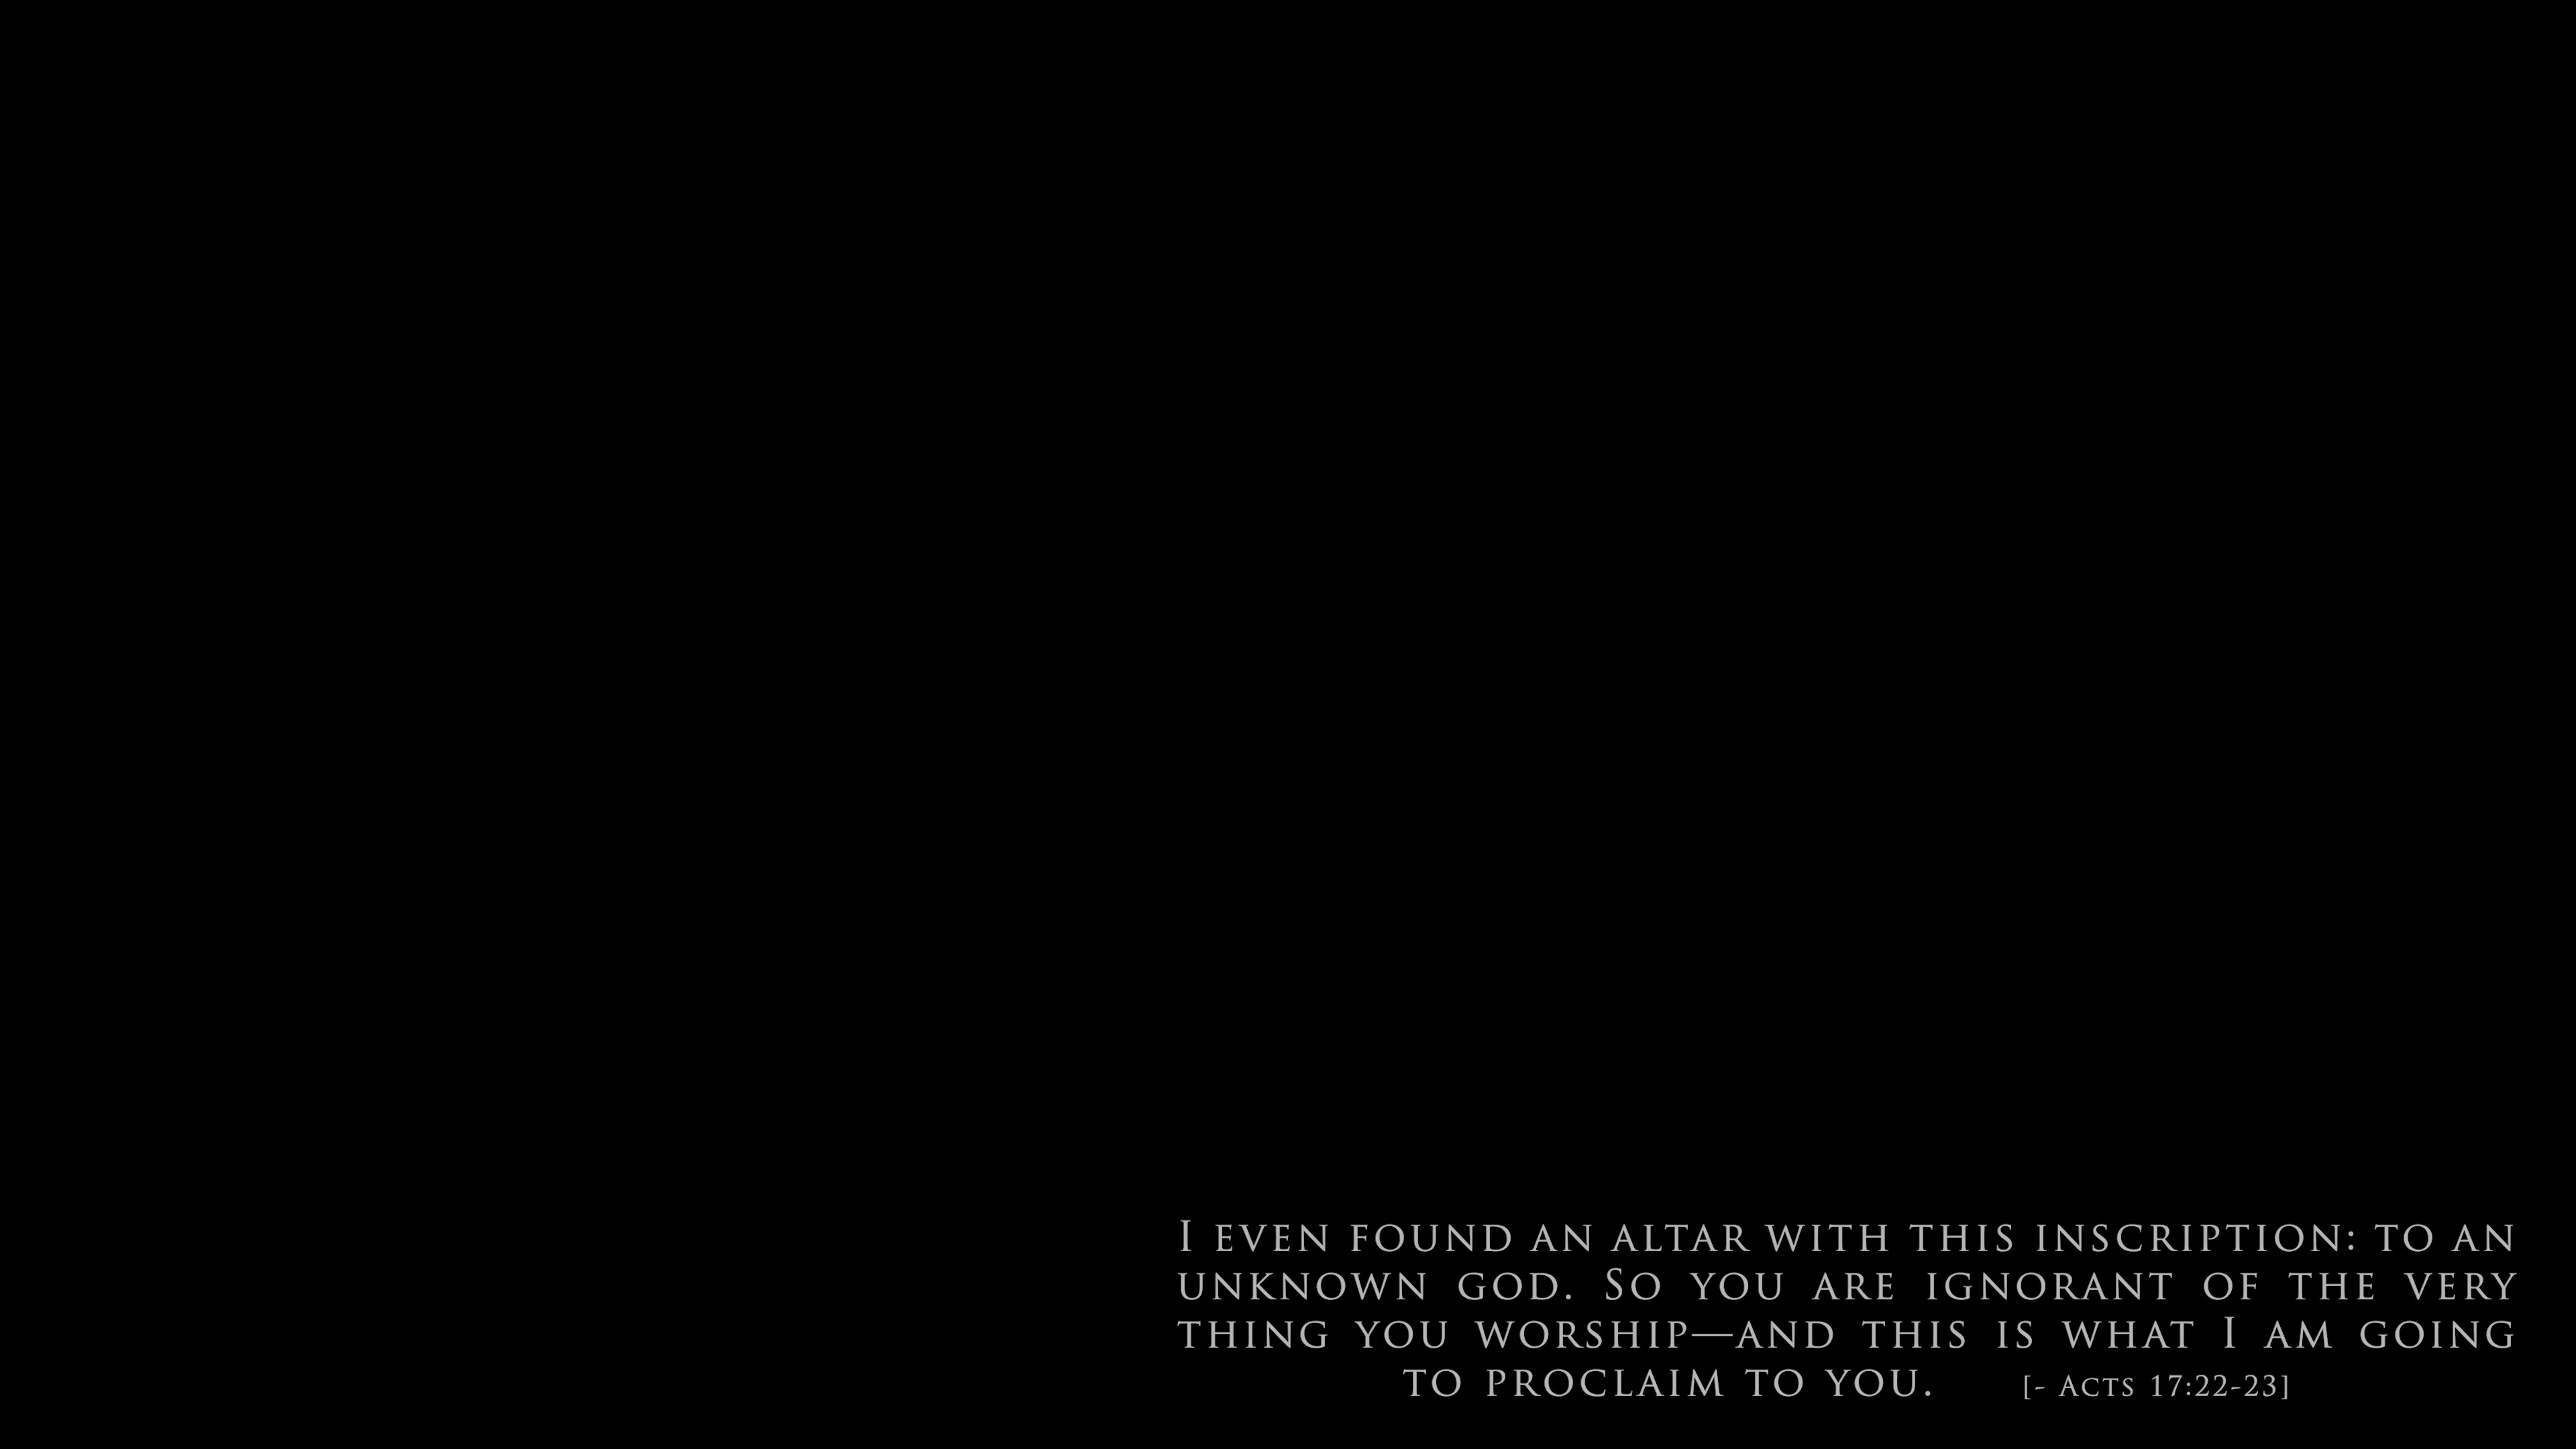 I even found an altar with this inscription: to an
unknown god. So you are ignorant of the very
thing you worship—and this is what I am going
to proclaim to you. [- Acts 17:22-23]